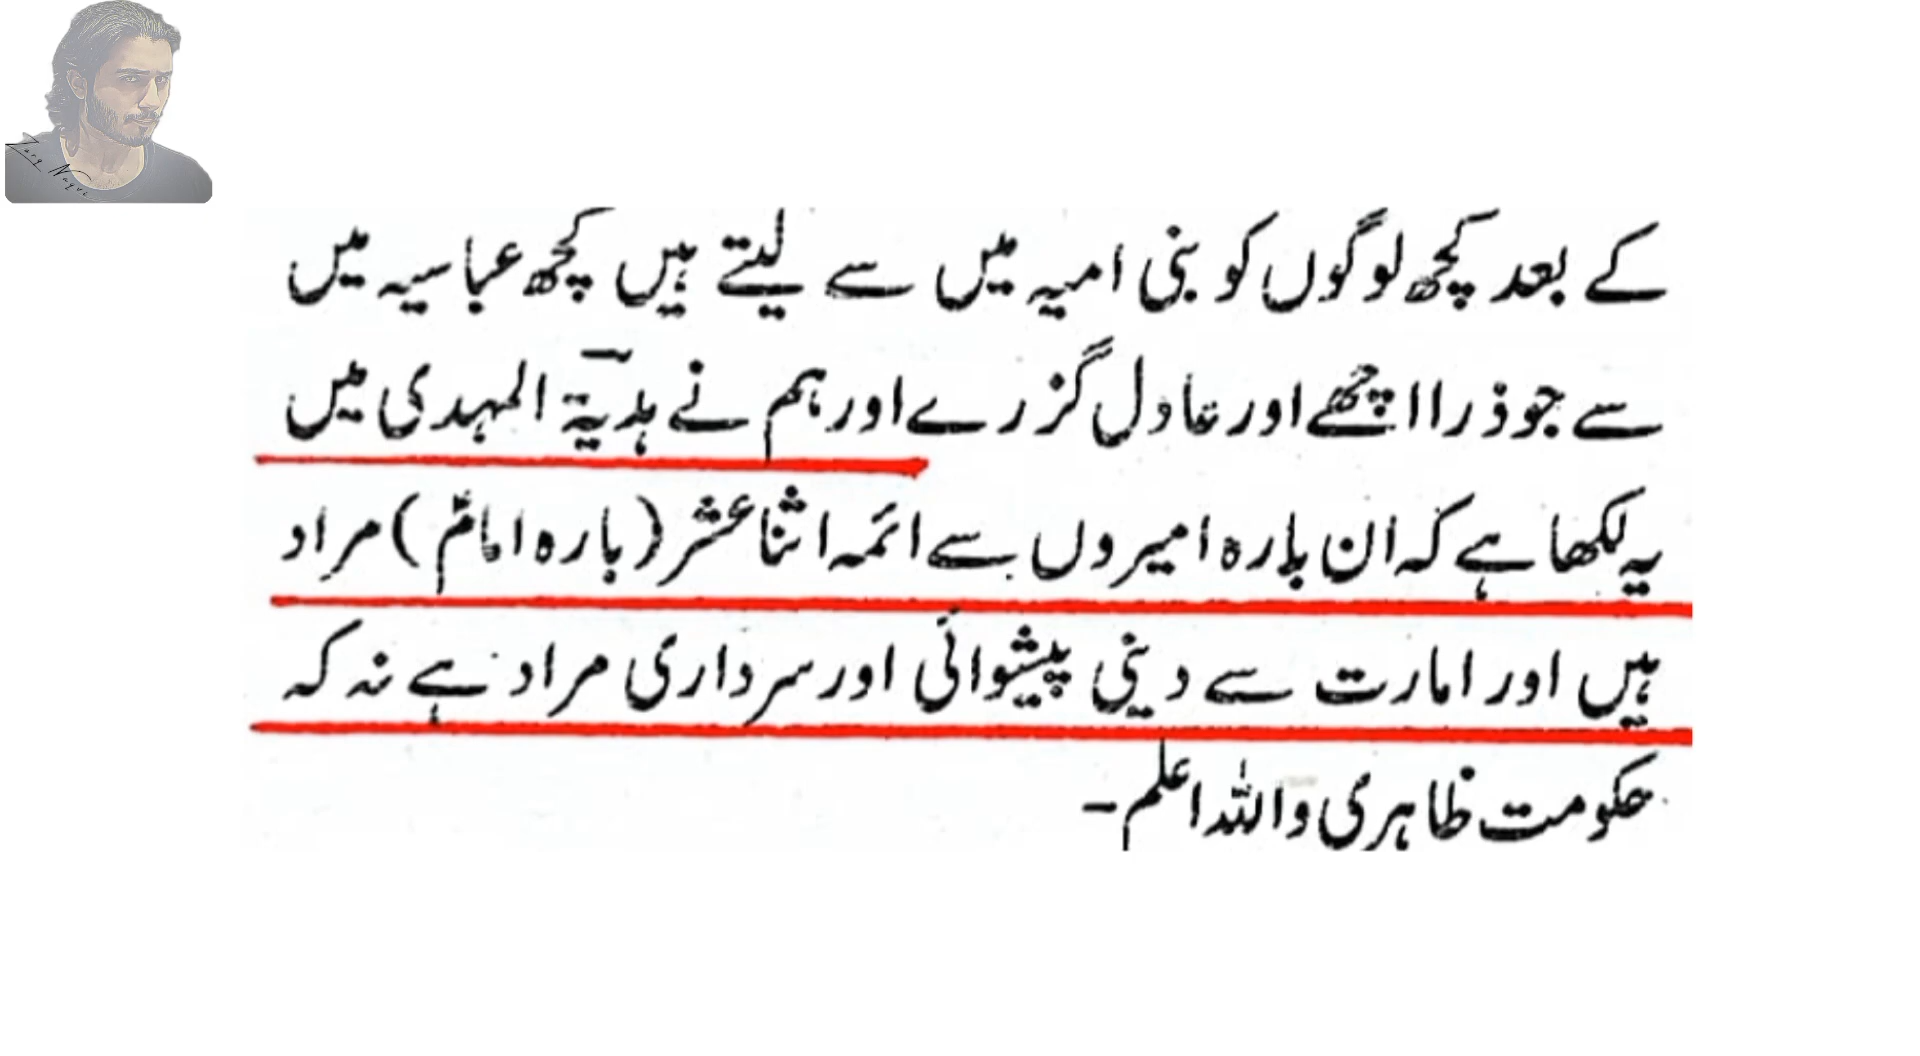 Zarq Naqvi
کے بعد کچھ لوگوں کو بنی امیہ میں سے لیتے ہیں کچھ عباسیہ میں
سے جو ذرا اچھے اور عادل گزرے اور ہم نے ہدیۃ المہدی میں
یہ لکھا ہے کہ ان بارہ امیروں سے ائمہ اثنا عشر (بارہ امامؑ) مراد
ہیں اور امارت سے دینی پیشوائی اور سرداری مراد ہے نہ کہ
حکومت ظاہری واللہ اعلم۔